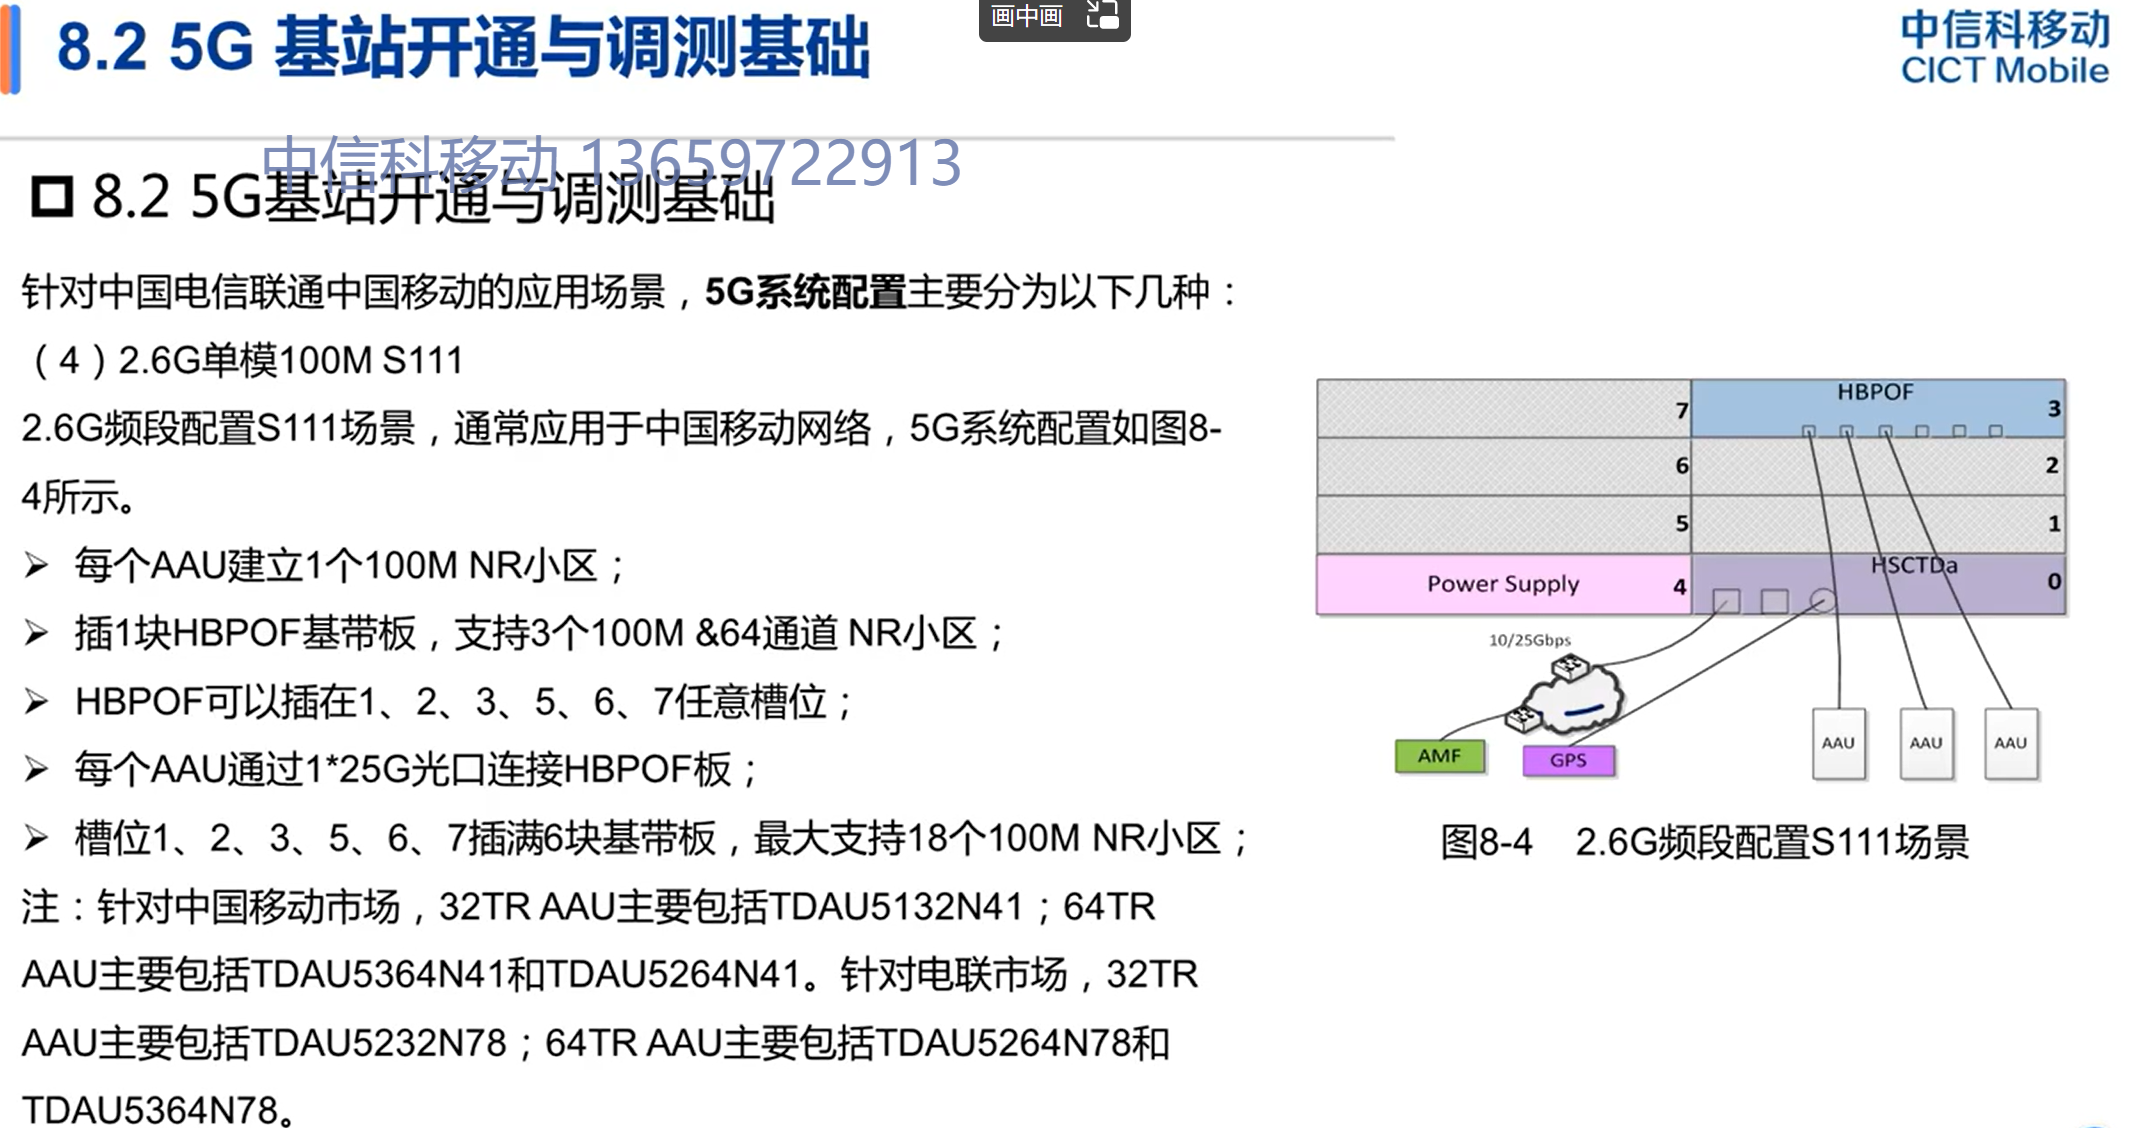 8.2 5G 基站开通与调测基础
画中画
中信科移动
CICT Mobile
中信科移动 13659722913
8.2 5G基站开通与调测基础
针对中国电信联通中国移动的应用场景，5G系统配置主要分为以下几种：
（4）2.6G单模100M S111
2.6G频段配置S111场景，通常应用于中国移动网络，5G系统配置如图8-
4所示。
➢ 每个AAU建立1个100M NR小区；
➢ 插1块HBPOF基带板，支持3个100M &64通道 NR小区；
➢ HBPOF可以插在1、2、3、5、6、7任意槽位；
➢ 每个AAU通过1*25G光口连接HBPOF板；
➢ 槽位1、2、3、5、6、7插满6块基带板，最大支持18个100M NR小区；
注：针对中国移动市场，32TR AAU主要包括TDAU5132N41；64TR
AAU主要包括TDAU5364N41和TDAU5264N41。针对电联市场，32TR
AAU主要包括TDAU5232N78；64TR AAU主要包括TDAU5264N78和
TDAU5364N78。
7 HBPOF 3
6 2
5 1
Power Supply 4 HSCTDa 0
10/25Gbps
AMF GPS AAU AAU AAU
图8-4 2.6G频段配置S111场景